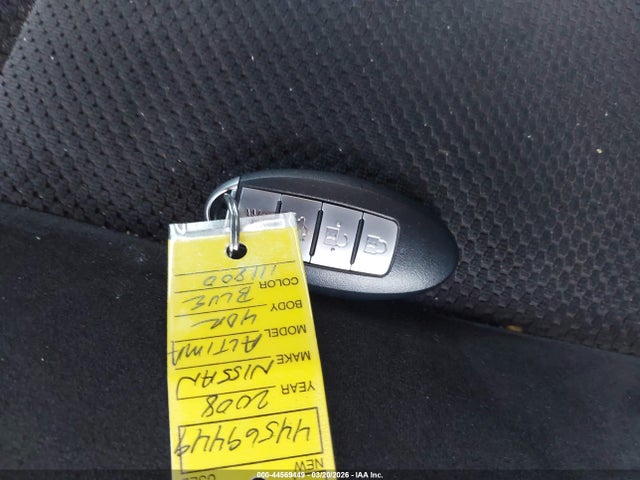 NEW
44569449
YEAR 2008
MAKE NISSAN
MODEL ALTIMA
BODY 4DR
COLOR BLUE
000-44569449 - 03/20/2026 - IAA Inc.